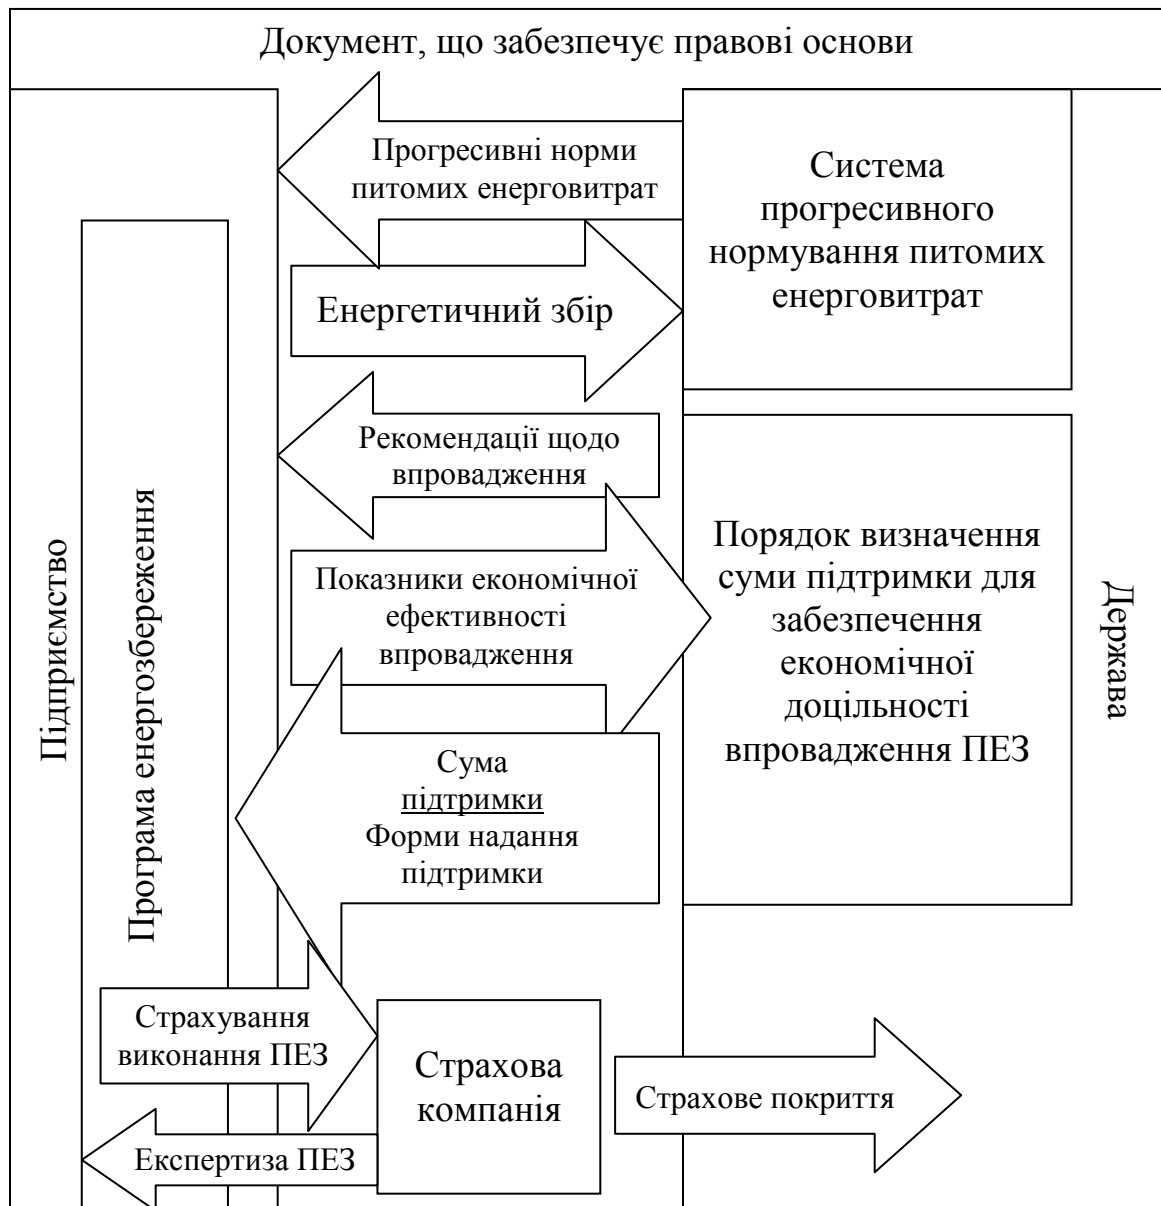 Документ, що забезпечує правові основи
Прогресивні норми
питомих енерговитрат
Система
прогресивного
нормування питомих
енерговитрат
Енергетичний збір
Рекомендації щодо
впровадження
Показники економічної
ефективності
впровадження
Порядок визначення
суми підтримки для
забезпечення
економічної
доцільності
впровадження ПЕЗ
Підприємство
Програма енергозбереження
Держава
Сума
підтримки
Форми надання
підтримки
Страхування
виконання ПЕЗ
Страхова
компанія
Страхове покриття
Експертиза ПЕЗ